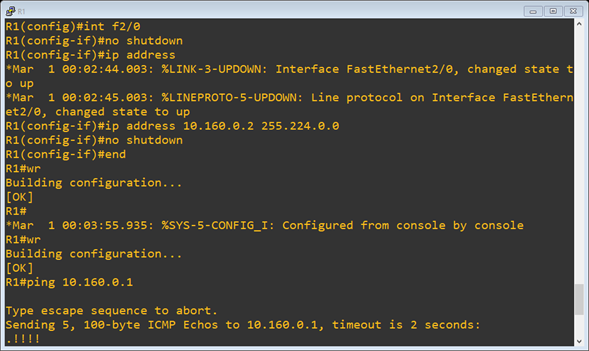 R1
R1(config)#int f2/0
R1(config-if)#no shutdown
R1(config-if)#ip address
*Mar  1 00:02:44.003: %LINK-3-UPDOWN: Interface FastEthernet2/0, changed state t
o up
*Mar  1 00:02:45.003: %LINEPROTO-5-UPDOWN: Line protocol on Interface FastEthern
et2/0, changed state to up
R1(config-if)#ip address 10.160.0.2 255.224.0.0
R1(config-if)#no shutdown
R1(config-if)#end
R1#wr
Building configuration...
[OK]
R1#
*Mar  1 00:03:55.935: %SYS-5-CONFIG_I: Configured from console by console
R1#wr
Building configuration...
[OK]
R1#ping 10.160.0.1
Type escape sequence to abort.
Sending 5, 100-byte ICMP Echos to 10.160.0.1, timeout is 2 seconds:
.!!!!